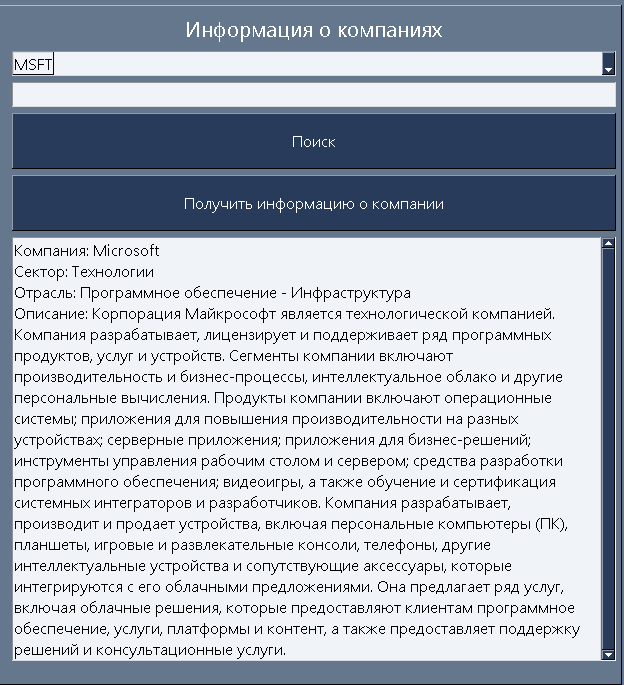 Информация о компаниях
MSFT
Поиск
Получить информацию о компании
Компания: Microsoft
Сектор: Технологии
Отрасль: Программное обеспечение - Инфраструктура
Описание: Корпорация Майкрософт является технологической компанией.
Компания разрабатывает, лицензирует и поддерживает ряд программных
продуктов, услуг и устройств. Сегменты компании включают
производительность и бизнес-процессы, интеллектуальное облако и другие
персональные вычисления. Продукты компании включают операционные
системы; приложения для повышения производительности на разных
устройствах; серверные приложения; приложения для бизнес-решений;
инструменты управления рабочим столом и сервером; средства разработки
программного обеспечения; видеоигры, а также обучение и сертификация
системных интеграторов и разработчиков. Компания разрабатывает,
производит и продает устройства, включая персональные компьютеры (ПК),
планшеты, игровые и развлекательные консоли, телефоны, другие
интеллектуальные устройства и сопутствующие аксессуары, которые
интегрируются с его облачными предложениями. Она предлагает ряд услуг,
включая облачные решения, которые предоставляют клиентам программное
обеспечение, услуги, платформы и контент, а также предоставляет поддержку
решений и консультационные услуги.